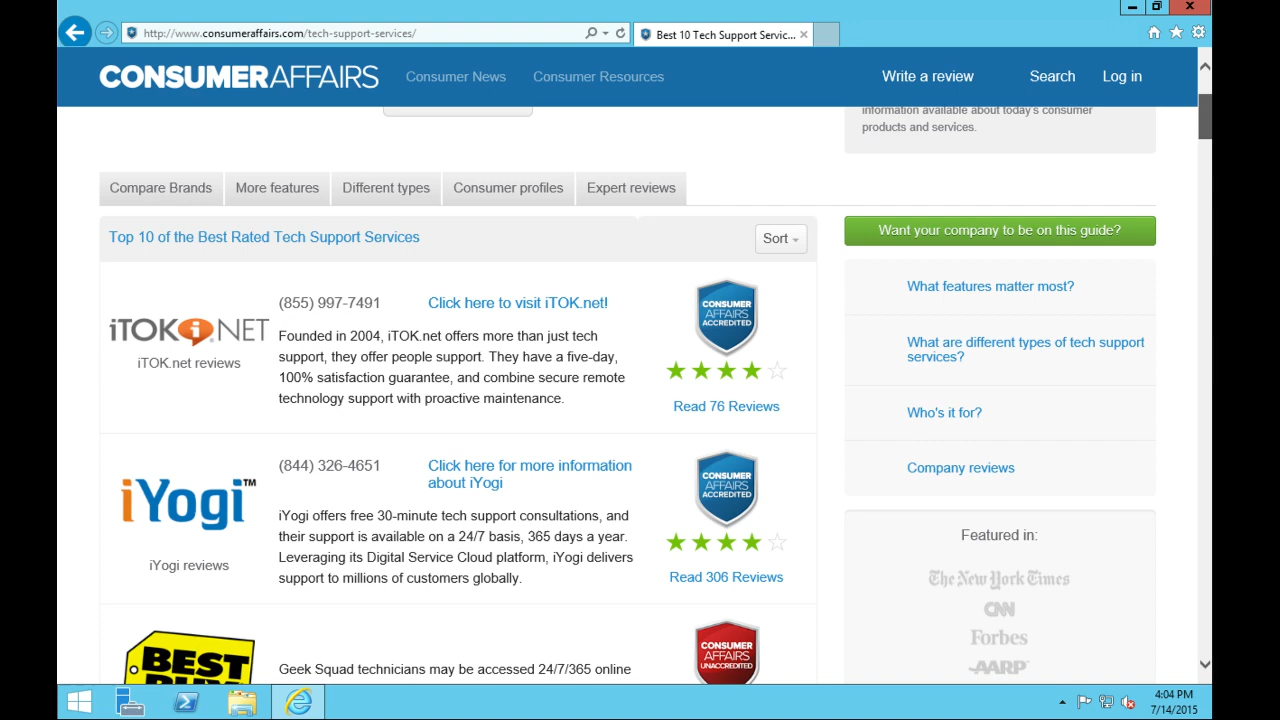 http://www.consumeraffairs.com/tech-support-services/
Best 10 Tech Support Servic...
CONSUMERAFFAIRS
Consumer News
Consumer Resources
Write a review
Search
Log in
information available about today's consumer
products and services.
Compare Brands
More features
Different types
Consumer profiles
Expert reviews
Top 10 of the Best Rated Tech Support Services
Sort
Want your company to be on this guide?
iTOKi.NET
iTOK.net reviews
(855) 997-7491
Click here to visit iTOK.net!
Founded in 2004, iTOK.net offers more than just tech
support, they offer people support. They have a five-day,
100% satisfaction guarantee, and combine secure remote
technology support with proactive maintenance.
CONSUMER
AFFAIRS
ACCREDITED
Read 76 Reviews
What features matter most?
What are different types of tech support
services?
Who's it for?
Company reviews
iYogi™
iYogi reviews
(844) 326-4651
Click here for more information
about iYogi
iYogi offers free 30-minute tech support consultations, and
their support is available on a 24/7 basis, 365 days a year.
Leveraging its Digital Service Cloud platform, iYogi delivers
support to millions of customers globally.
CONSUMER
AFFAIRS
ACCREDITED
Read 306 Reviews
Featured in:
The New York Times
CNN
Forbes
AARP
BEST
BUY
Geek Squad technicians may be accessed 24/7/365 online
CONSUMER
AFFAIRS
UNACCREDITED
4:04 PM
7/14/2015